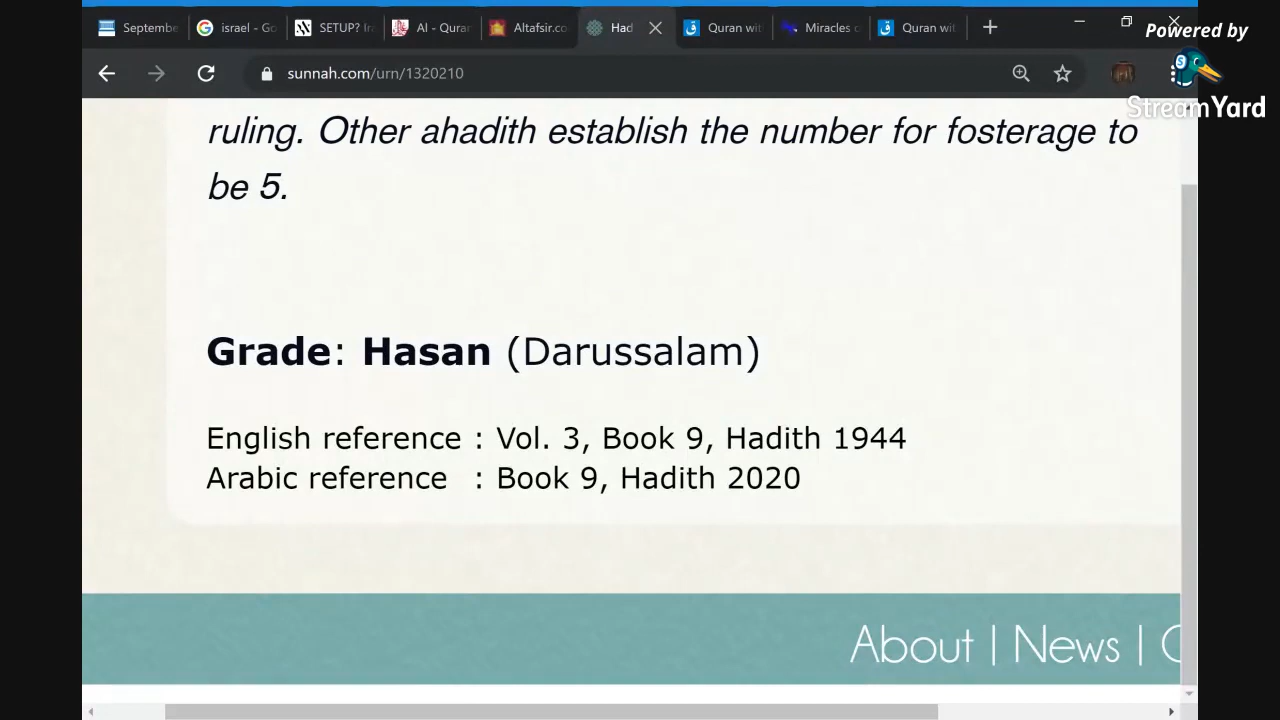 Septembe
israel - Go
SETUP? Ir
Al - Quran
Altafsir.co
Had
Quran wit
Miracles o
Quran wit
Powered by
StreamYard
sunnah.com/urn/1320210
ruling. Other ahadith establish the number for fosterage to
be 5.
Grade: Hasan (Darussalam)
English reference : Vol. 3, Book 9, Hadith 1944
Arabic reference : Book 9, Hadith 2020
About | News |